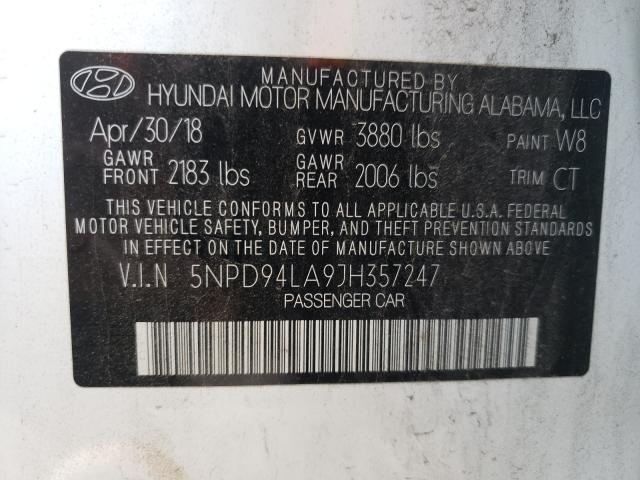 MANUFACTURED BY
HYUNDAI MOTOR MANUFACTURING ALABAMA, LLC
Apr/30/18 GVWR 3880 lbs PAINT W8
GAWR FRONT 2183 lbs GAWR REAR 2006 lbs TRIM CT
THIS VEHICLE CONFORMS TO ALL APPLICABLE U.S.A. FEDERAL
MOTOR VEHICLE SAFETY, BUMPER, AND THEFT PREVENTION STANDARDS
IN EFFECT ON THE DATE OF MANUFACTURE SHOWN ABOVE
V.I.N 5NPD94LA9JH357247
PASSENGER CAR